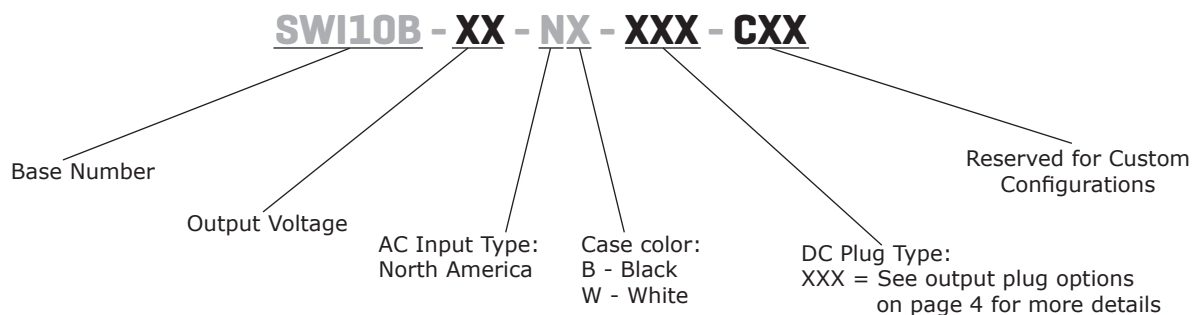 SWI10B - XX - NX - XXX - CXX
Base Number
Output Voltage
AC Input Type:
North America
Case color:
B - Black
W - White
DC Plug Type:
XXX = See output plug options
on page 4 for more details
Reserved for Custom
Configurations